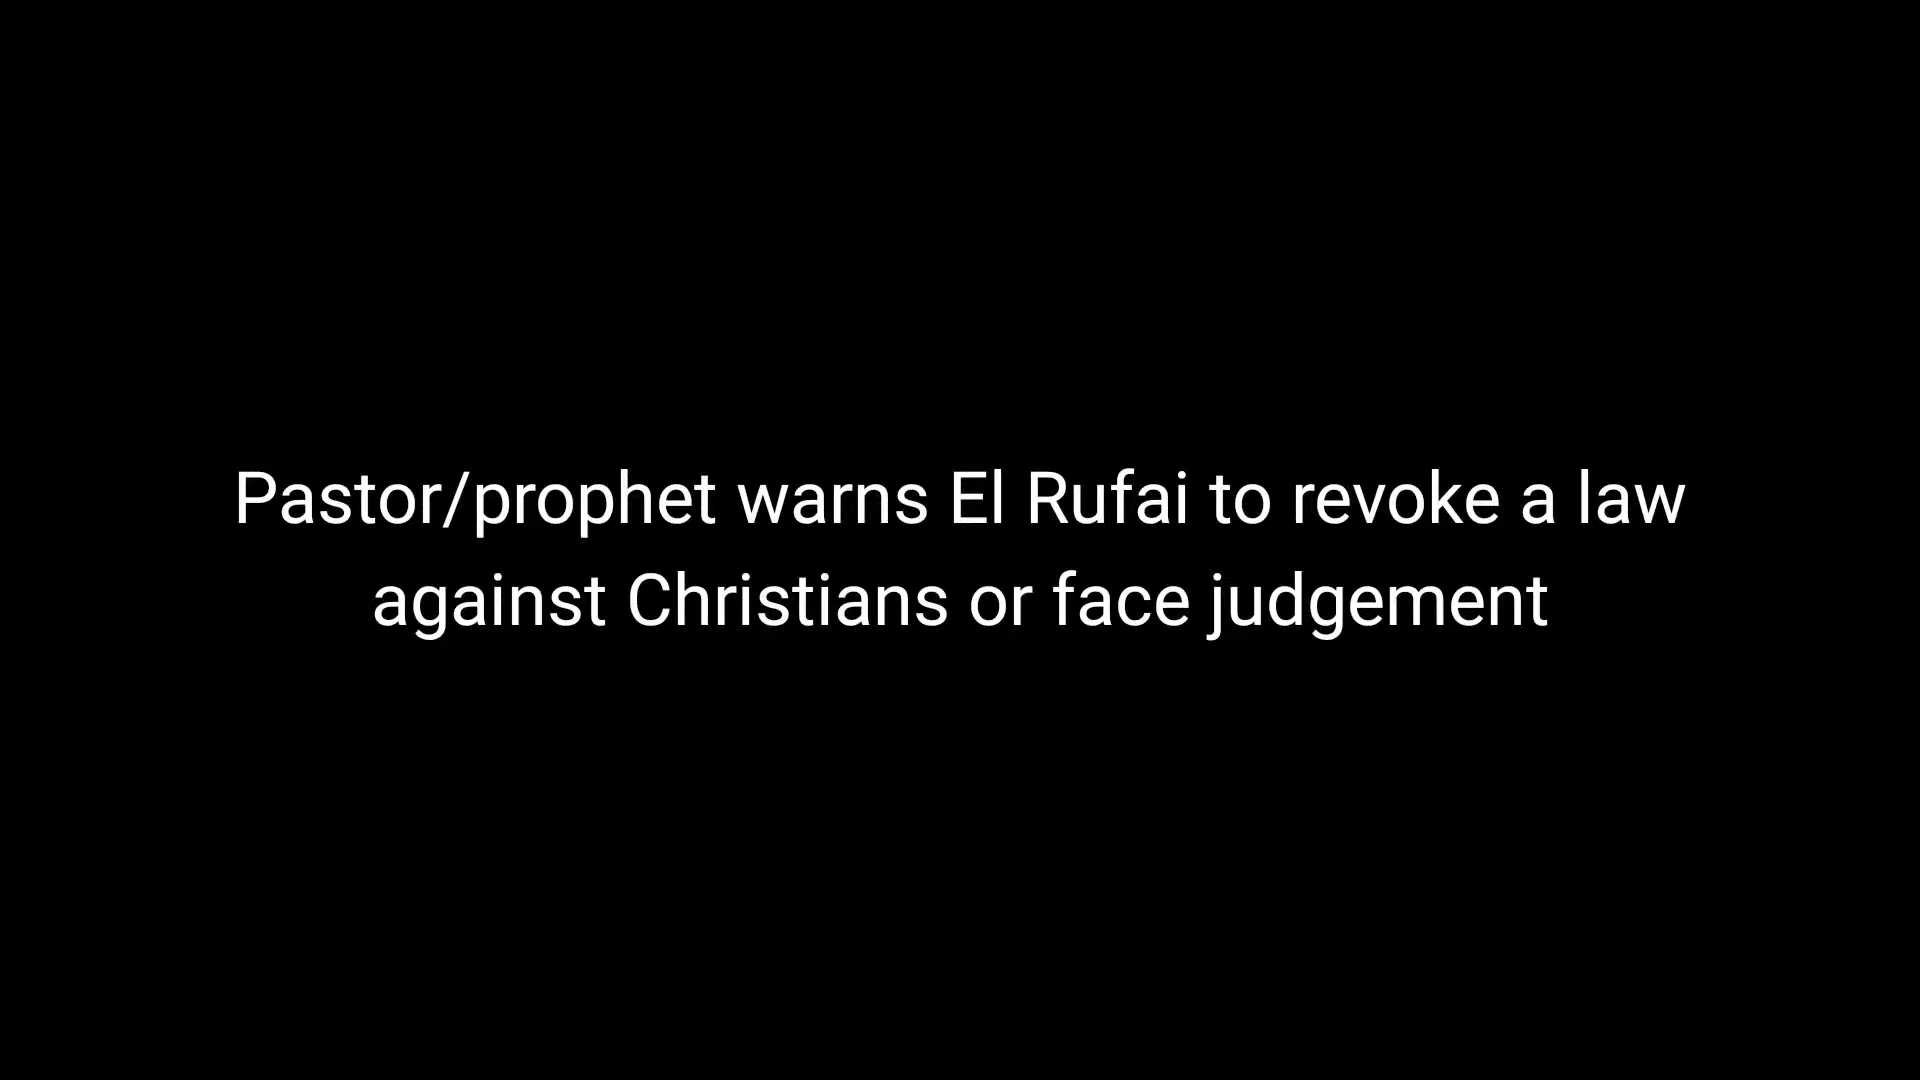 Pastor/prophet warns El Rufai to revoke a law
against Christians or face judgement